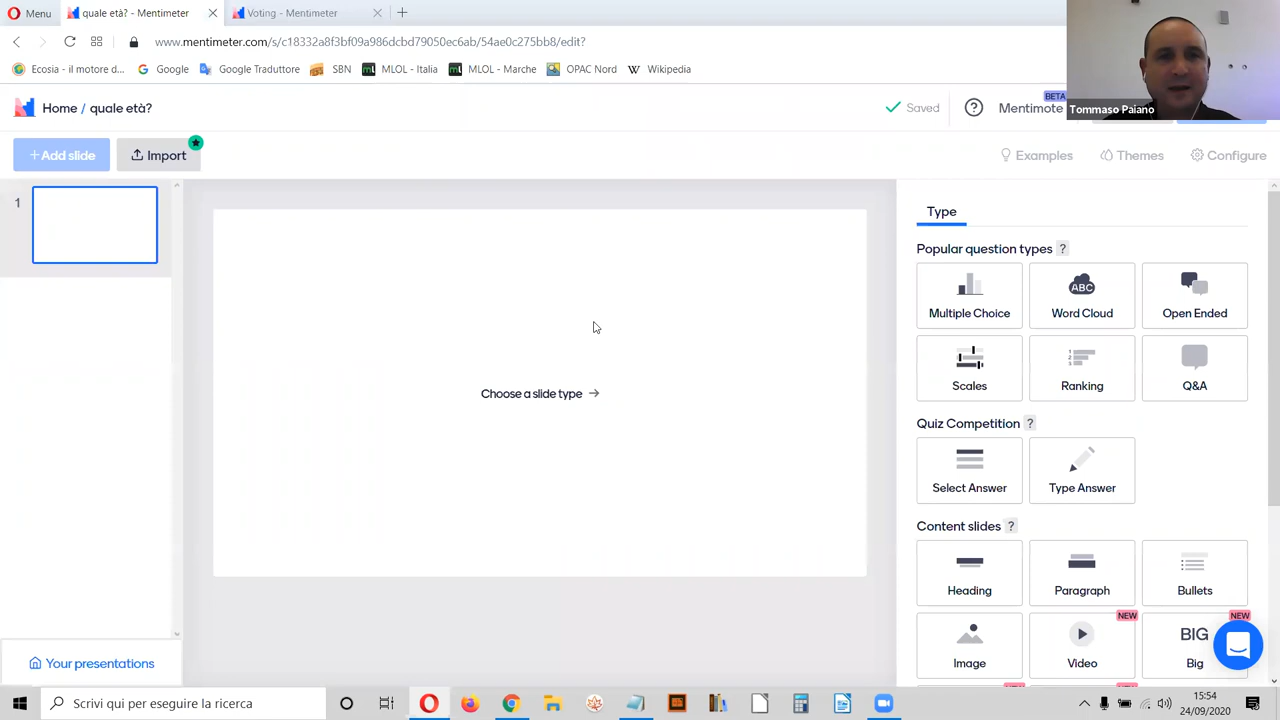 Menu
quale età? - Mentimeter
Voting - Mentimeter
www.mentimeter.com/s/c18332a8f3bf09a986dcbd79050ec6ab/54ae0c275bb8/edit?
Ecosia - il motore d...
Google
Google Traduttore
SBN
MLOL - Italia
MLOL - Marche
OPAC Nord
Wikipedia
Tommaso Paiano
Home / quale età?
Saved
BETA
Mentimote
+Add slide
Import
Examples
Themes
Configure
1
Type
Popular question types ?
Multiple Choice
ABC
Word Cloud
Open Ended
Scales
Ranking
Q&A
Choose a slide type →
Quiz Competition ?
Select Answer
Type Answer
Content slides ?
Heading
Paragraph
Bullets
NEW
NEW
Image
Video
BIG
Big
Your presentations
Scrivi qui per eseguire la ricerca
15:54
24/09/2020